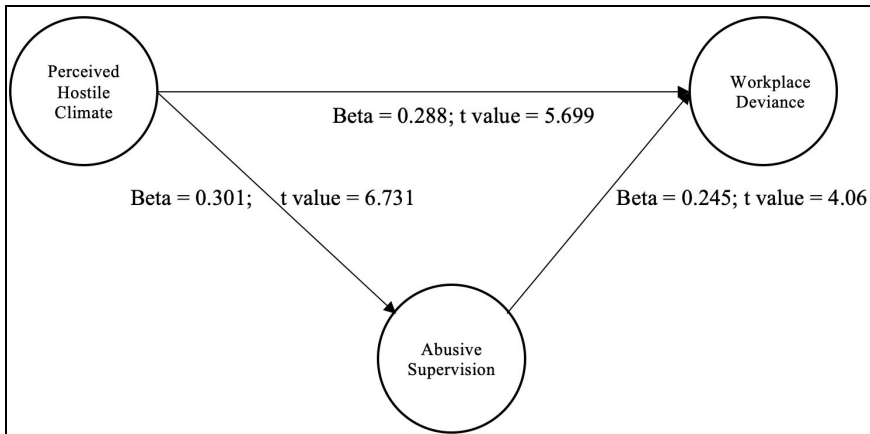 Perceived
Hostile
Climate
Workplace
Deviance
Beta = 0.288; t value = 5.699
Beta = 0.301; t value = 6.731
Beta = 0.245; t value = 4.06
Abusive
Supervision